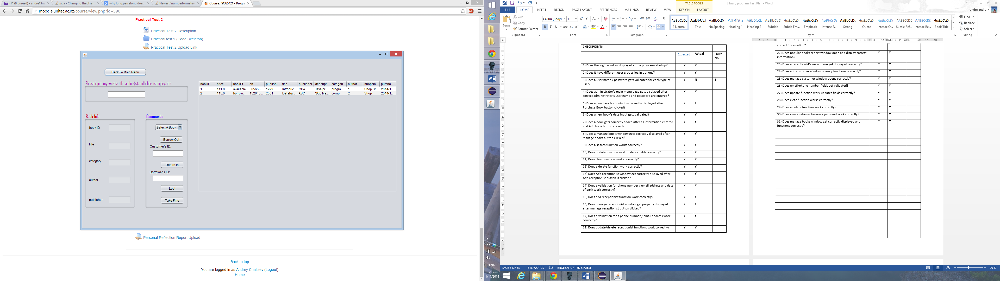 (1199 unread) - andre13nz
java - Changing the JFram
why long.parselong does
Newest 'numberformatex
Course: ISCG5421 - Progra
moodle.unitec.ac.nz/course/view.php?id=590
Practical Test 2
Practical Test 2 Description
Practical test 2 (Code Skeleton)
Practical Test 2 Upload Link
Back To Main Menu
Please input key words: title, author(s), publisher, category, etc
Book Info
book ID
title
category
author
publisher
Commands
Select A Book
Borrow Out
Customer's ID:
Return In
Borrower's ID:
Lost
Take Fine
bookID price bookSt... sn publish... title publisher descript... categori... author shopNa... purcha...
1 111.0 available 565656... 1999 Introduc... CBA Java pr... progra... 1 Shop St... 2014-1...
2 115.0 borrow... 152645... 2001 Databa... ABC SQL Ma... comp 2 Shop 2014-1...
Personal Reflection Report Upload
Back to top
You are logged in as Andrey Chaltsev (Logout)
Home
ENG
10:20 a.m.
1/11/2014
TABLE TOOLS
Library program Test Plan - Word
FILE HOME INSERT DESIGN PAGE LAYOUT REFERENCES MAILINGS REVIEW VIEW DESIGN LAYOUT
andre andre
Paste
Cut
Copy
Format Painter
Clipboard
Calibri (Body) 11
Font
Paragraph
¶ Normal Title No Spacing Heading 1 Heading 2 Subtitle Subtle Em... Emphasis Intense E... Strong Quote Intense Q... Subtle Ref... Intense Re... Book Title
Styles
Find
Replace
Select
Editing
CHECKPOINTS
Expected Actual Fault No
1) Does the login window displayed at the programs startup? Y Y
2) Does it have different user groups log in options? Y Y
3) Does a user name / password gets validated for each type of Y N 1
user?
4) Does administrator's main menu page gets displayed after Y Y
correct administrator's user name and password are entered?
5) Does a purchase book window correctly displayed after Y Y
Purchase Book button clicked?
6) Does a new book's data input gets validated? Y Y
7) Does a book gets correctly added after all information entered Y Y
and Add book button clicked?
8) Does a manage books window gets correctly displayed after Y Y
manage books button clicked?
9) Does a search function works correctly? Y Y
10) Does update function work updates fields correctly? Y Y
11) Does clear function works correctly? Y Y
12) Does a delete function work correctly? Y Y
13) Does Add receptionist window get correctly displayed after Y Y
Add receptionist button is clicked?
14) Does a validation for phone number / email address and date Y Y
of birth work correctly?
15) Does add receptionist function work correctly? Y Y
16) Does manage receptionist window get properly displayed Y Y
after manage receptionist button clicked?
17) Does a validation for a phone number / email address work Y Y
correctly?
18) Does update/delete receptionist functions work correctly? Y Y
correct information?
22) Does popular books report window open and display correct Y Y
information?
23) Does a receptionist's main menu get displayed correctly? Y Y
24) Does add customer window opens / functions correctly? Y Y
25) Does manage customer window opens correctly? Y Y
26) Does email/phone number fields get validated? Y Y
27) Does update function work updates fields correctly? Y Y
28) Does clear function works correctly? Y Y
29) Does a delete function work correctly? Y Y
30) Does view customer borrow opens and work correctly? Y Y
31) Does manage books window get correctly displayed and Y Y
functions correctly?
PAGE 8 OF 33 1318 WORDS ENGLISH (UNITED STATES)
90 %